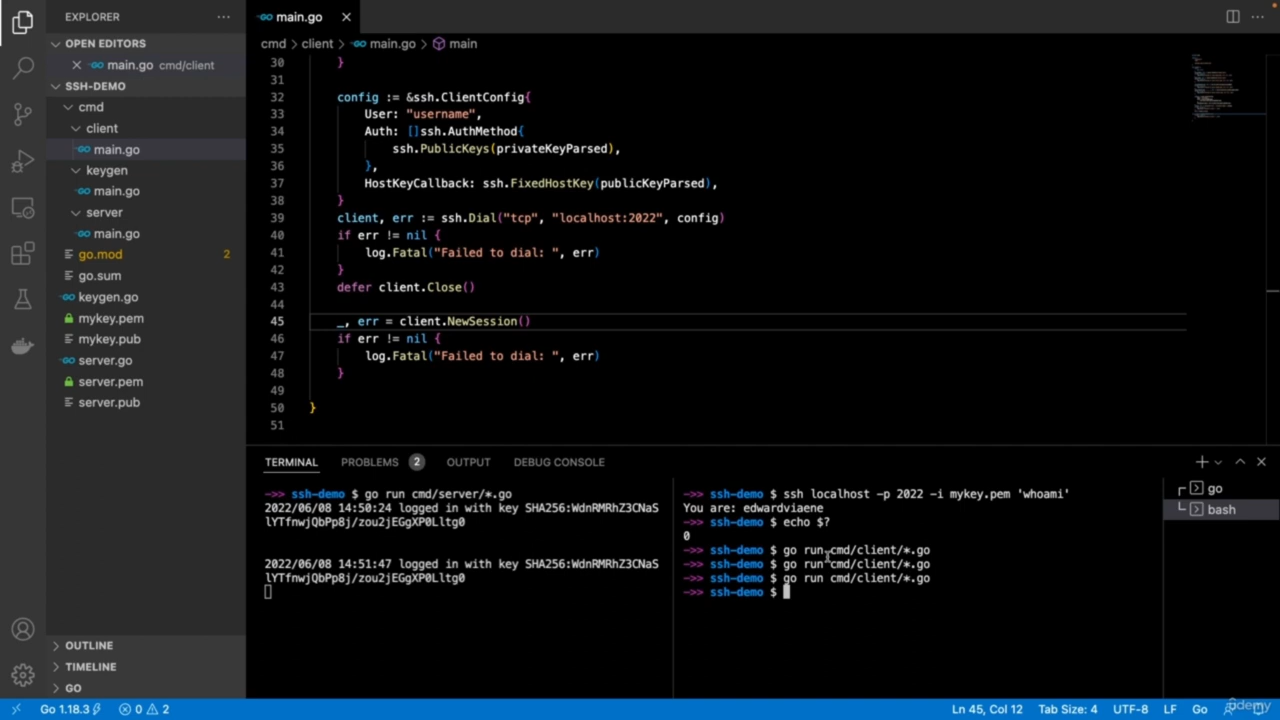 EXPLORER
OPEN EDITORS
main.go cmd/client
SSH-DEMO
cmd
client
main.go
keygen
main.go
server
main.go
go.mod 2
go.sum
keygen.go
mykey.pem
mykey.pub
server.go
server.pem
server.pub
OUTLINE
TIMELINE
GO
main.go
cmd > client > main.go > main
30 }
31
32 config := &ssh.ClientConfig{
33 User: "username",
34 Auth: []ssh.AuthMethod{
35 ssh.PublicKeys(privateKeyParsed),
36 },
37 HostKeyCallback: ssh.FixedHostKey(publicKeyParsed),
38 }
39 client, err := ssh.Dial("tcp", "localhost:2022", config)
40 if err != nil {
41 log.Fatal("Failed to dial: ", err)
42 }
43 defer client.Close()
44
45 _, err = client.NewSession()
46 if err != nil {
47 log.Fatal("Failed to dial: ", err)
48 }
49
50 }
51
TERMINAL PROBLEMS 2 OUTPUT DEBUG CONSOLE
->> ssh-demo $ go run cmd/server/*.go
2022/06/08 14:50:24 logged in with key SHA256:WdnRMRhZ3CNaS
lYTfnwjQbPp8j/zou2jEGgXP0Lltg0
2022/06/08 14:51:47 logged in with key SHA256:WdnRMRhZ3CNaS
lYTfnwjQbPp8j/zou2jEGgXP0Lltg0
->> ssh-demo $ ssh localhost -p 2022 -i mykey.pem 'whoami'
You are: edwardviaene
->> ssh-demo $ echo $?
0
->> ssh-demo $ go run cmd/client/*.go
->> ssh-demo $ go run cmd/client/*.go
->> ssh-demo $ go run cmd/client/*.go
->> ssh-demo $
go
bash
Go 1.18.3 0 2 Ln 45, Col 12 Tab Size: 4 UTF-8 LF Go
udemy